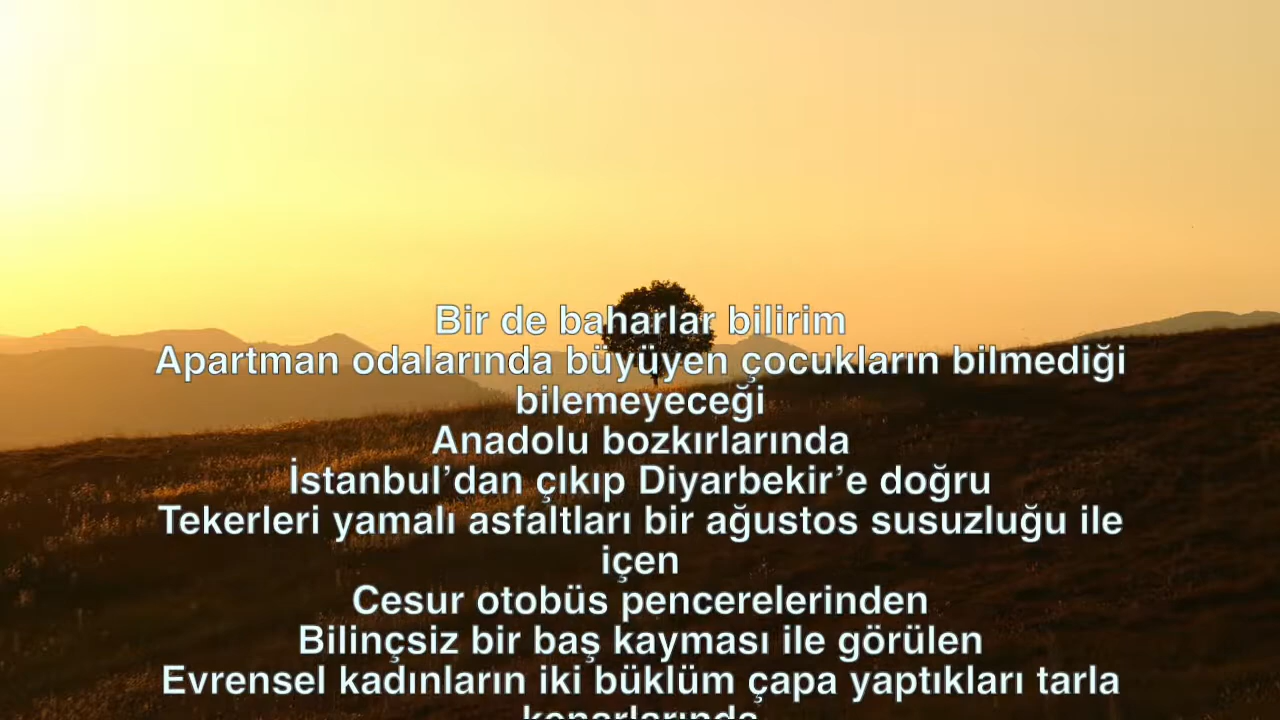 Bir de baharlar bilirim
Apartman odalarında büyüyen çocukların bilmediği
bilemeyeceği
Anadolu bozkırlarında
İstanbul’dan çıkıp Diyarbekir’e doğru
Tekerleri yamalı asfaltları bir ağustos susuzluğu ile
içen
Cesur otobüs pencerelerinden
Bilinçsiz bir baş kayması ile görülen
Evrensel kadınların iki büklüm çapa yaptıkları tarla